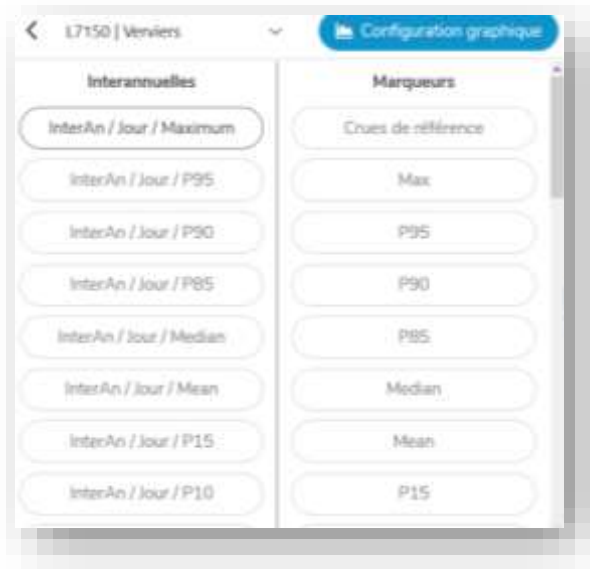 L7150 | Verviers
Configuration graphique
Interannuelles
InterAn / Jour / Maximum
InterAn / Jour / P95
InterAn / Jour / P90
InterAn / Jour / P85
InterAn / Jour / Median
InterAn / Jour / Mean
InterAn / Jour / P15
InterAn / Jour / P10
Marqueurs
Crues de référence
Max
P95
P90
P85
Median
Mean
P15